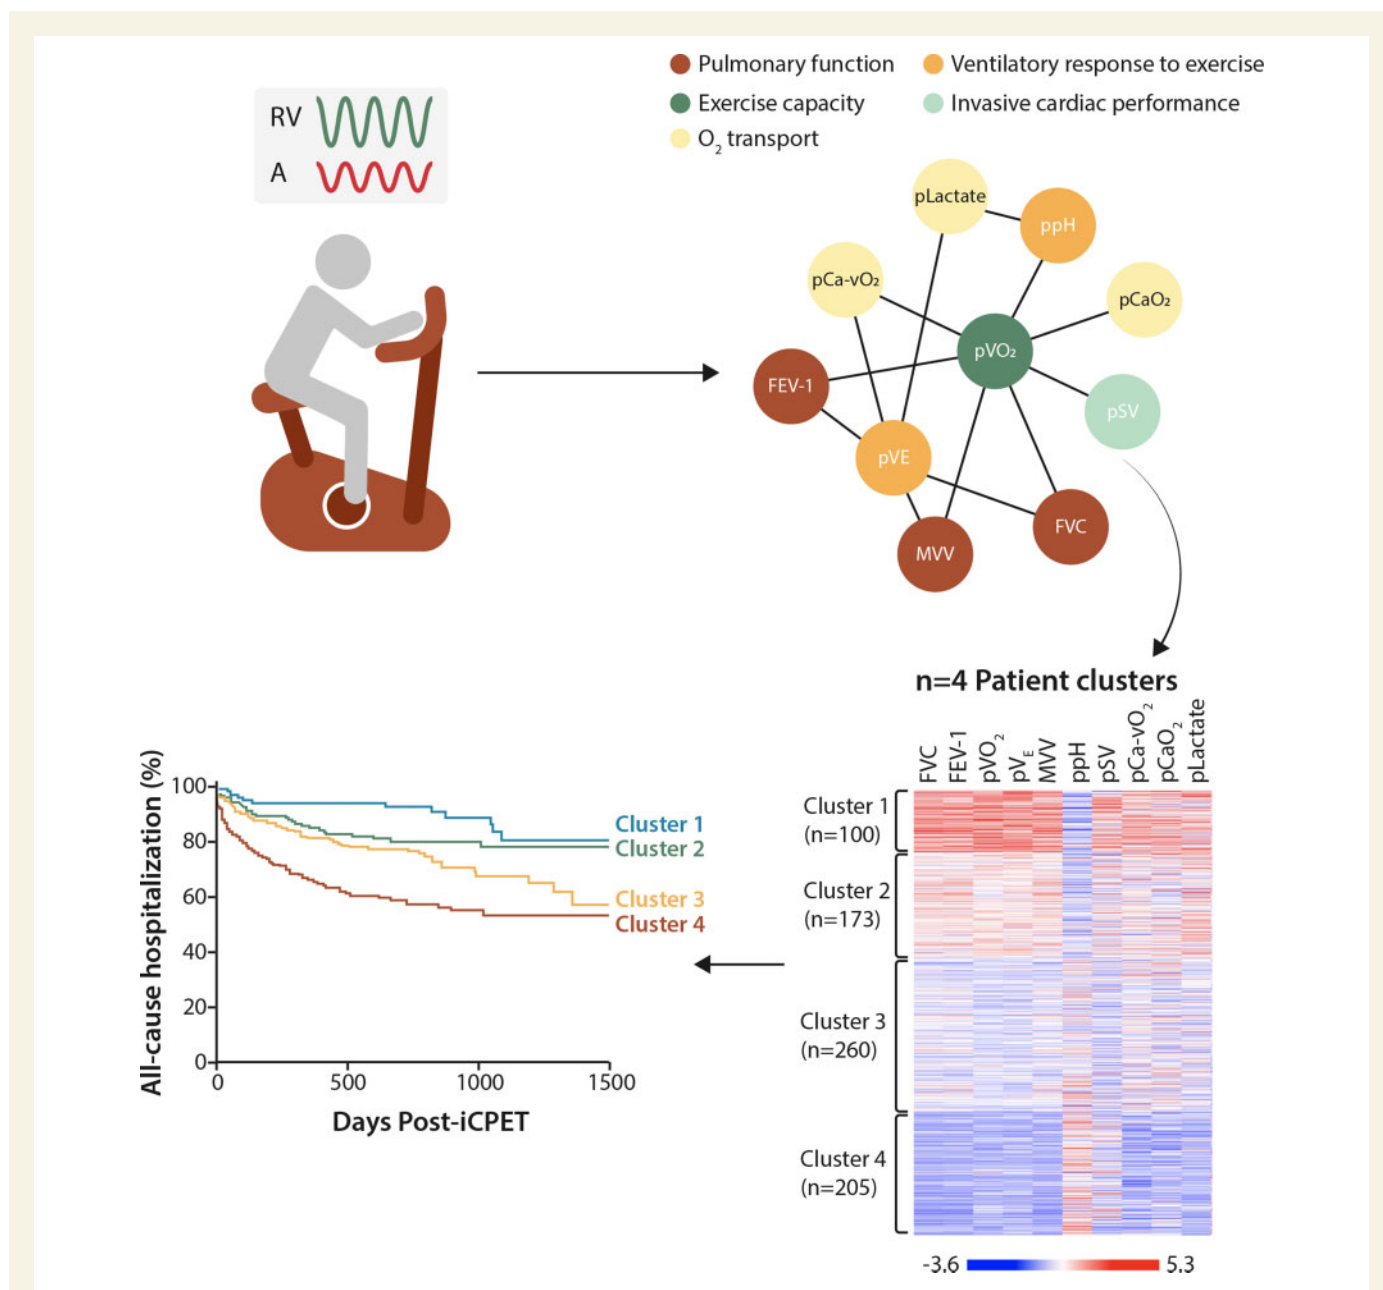 Pulmonary function
Ventilatory response to exercise
Exercise capacity
Invasive cardiac performance
O₂ transport
RV
A
pLactate
ppH
pCa-vO₂
pCaO₂
pVO₂
FEV-1
pSV
pVE
FVC
MVV
n=4 Patient clusters
FVC
FEV-1
pVO₂
pV_E
MVV
ppH
pSV
pCa-vO₂
pCaO₂
pLactate
Cluster 1
(n=100)
Cluster 2
(n=173)
Cluster 3
(n=260)
Cluster 4
(n=205)
-3.6
5.3
All-cause hospitalization (%)
100
80
60
40
20
0
Cluster 1
Cluster 2
Cluster 3
Cluster 4
0
500
1000
1500
Days Post-iCPET